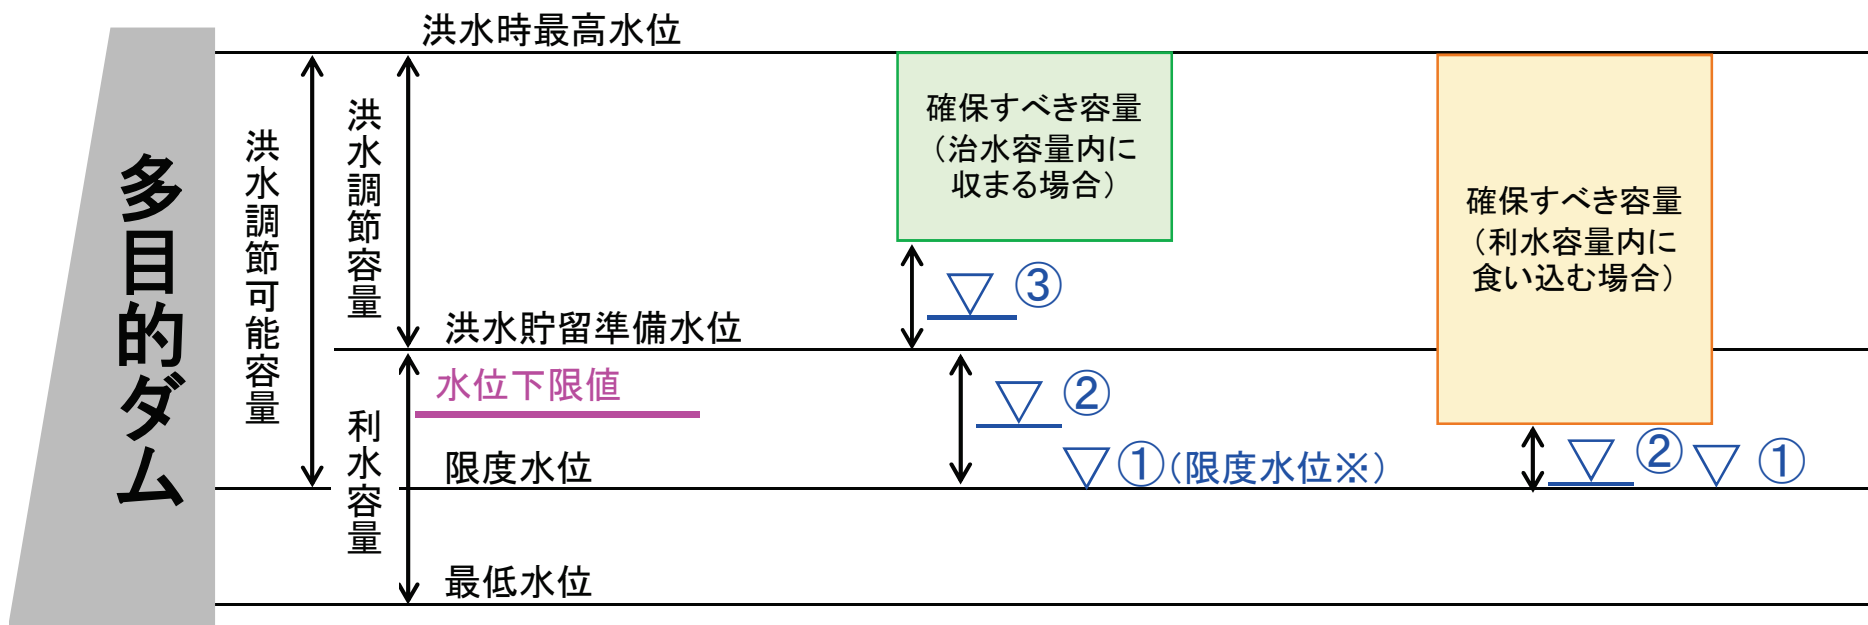 洪水時最高水位
多目的ダム
洪水調節可能容量
洪水調節容量
確保すべき容量
（治水容量内に
収まる場合）
確保すべき容量
（利水容量内に
食い込む場合）
▽③
洪水貯留準備水位
水位下限値
▽②
利水容量
限度水位
▽①（限度水位※）
▽②▽①
最低水位